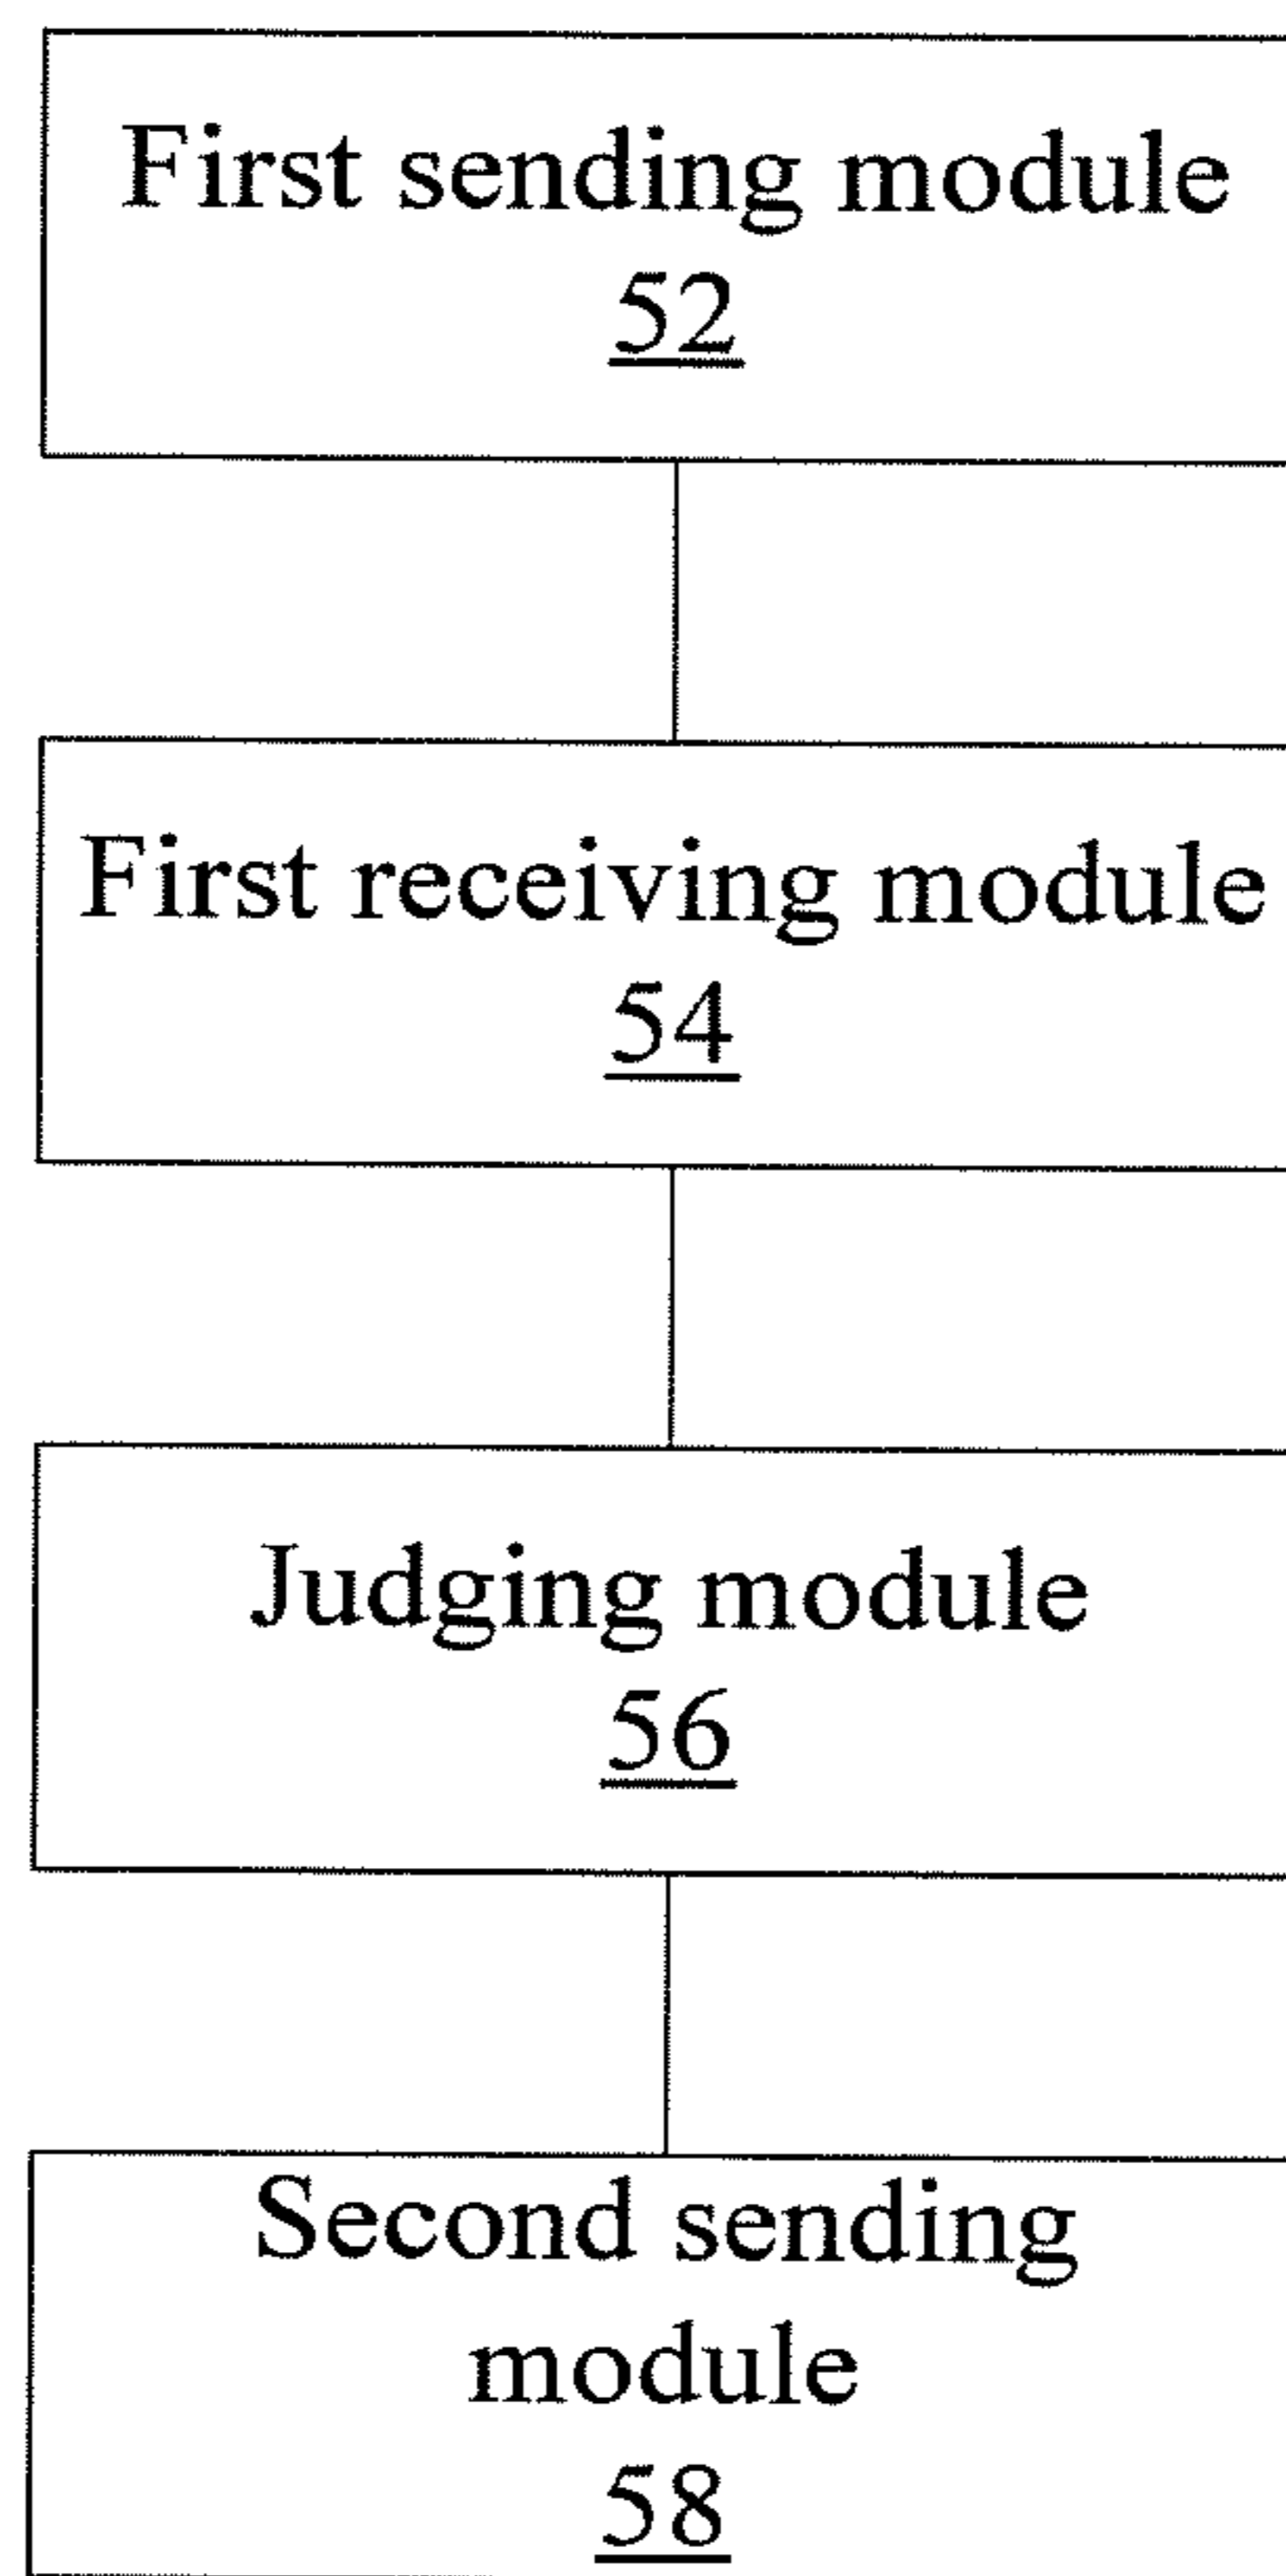 First sending module
52
First receiving module
54
Judging module
56
Second sending
module
58